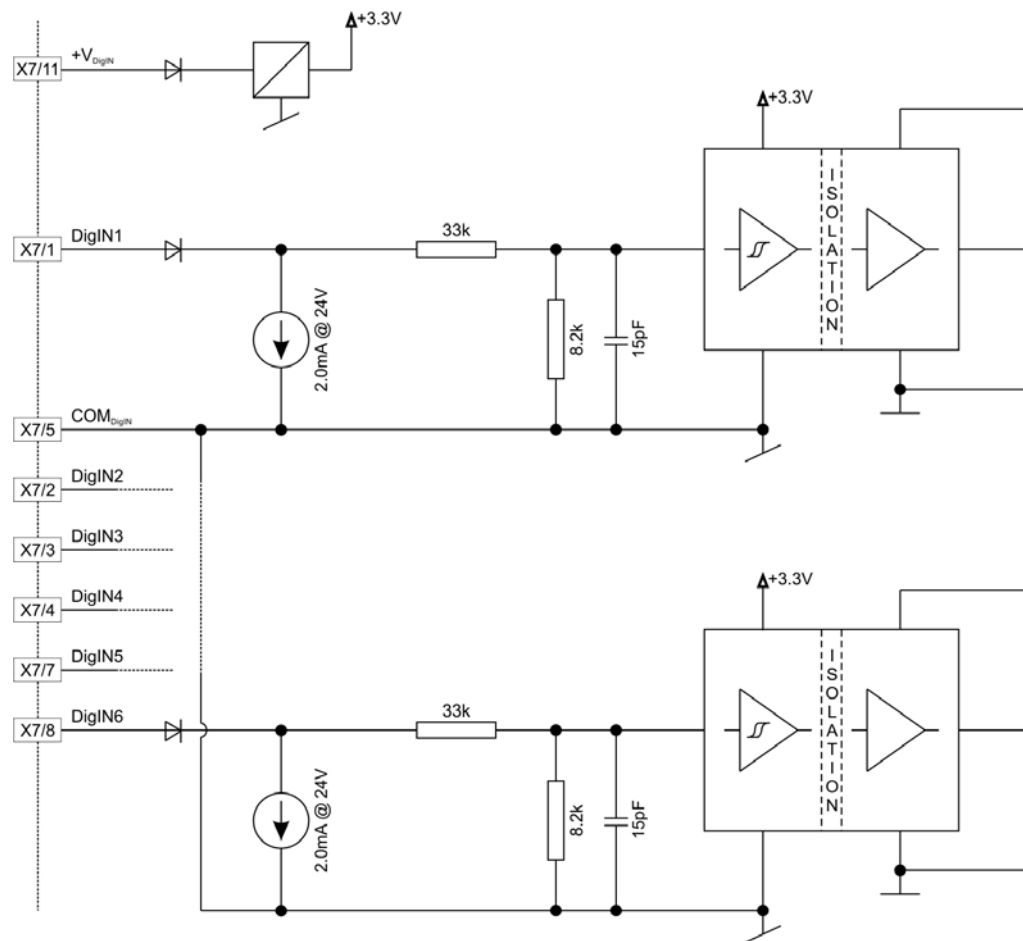 +3.3V
X7/11 +V DigIN
+3.3V
ISOLATION
X7/1 DigIN1
33k
2.0mA @ 24V
8.2k
15pF
X7/5 COM DigIN
X7/2 DigIN2
X7/3 DigIN3
X7/4 DigIN4
+3.3V
ISOLATION
X7/7 DigIN5
X7/8 DigIN6
33k
2.0mA @ 24V
8.2k
15pF